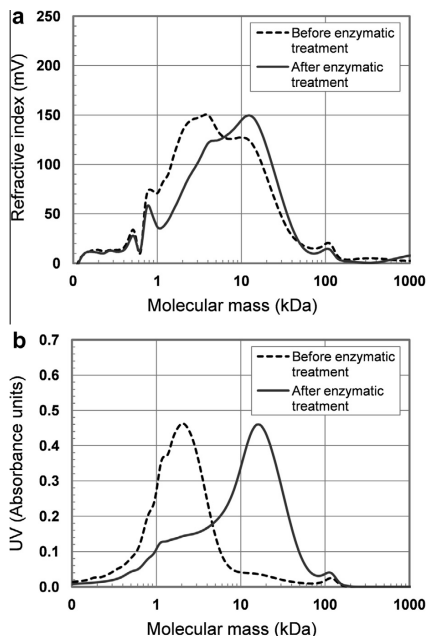 a
Refractive index (mV)
250
200
150
100
50
0
Before enzymatic
treatment
After enzymatic
treatment
0
1
10
100
1000
Molecular mass (kDa)
b
UV (Absorbance units)
0.7
0.6
0.5
0.4
0.3
0.2
0.1
0.0
Before enzymatic
treatment
After enzymatic
treatment
0
1
10
100
1000
Molecular mass (kDa)